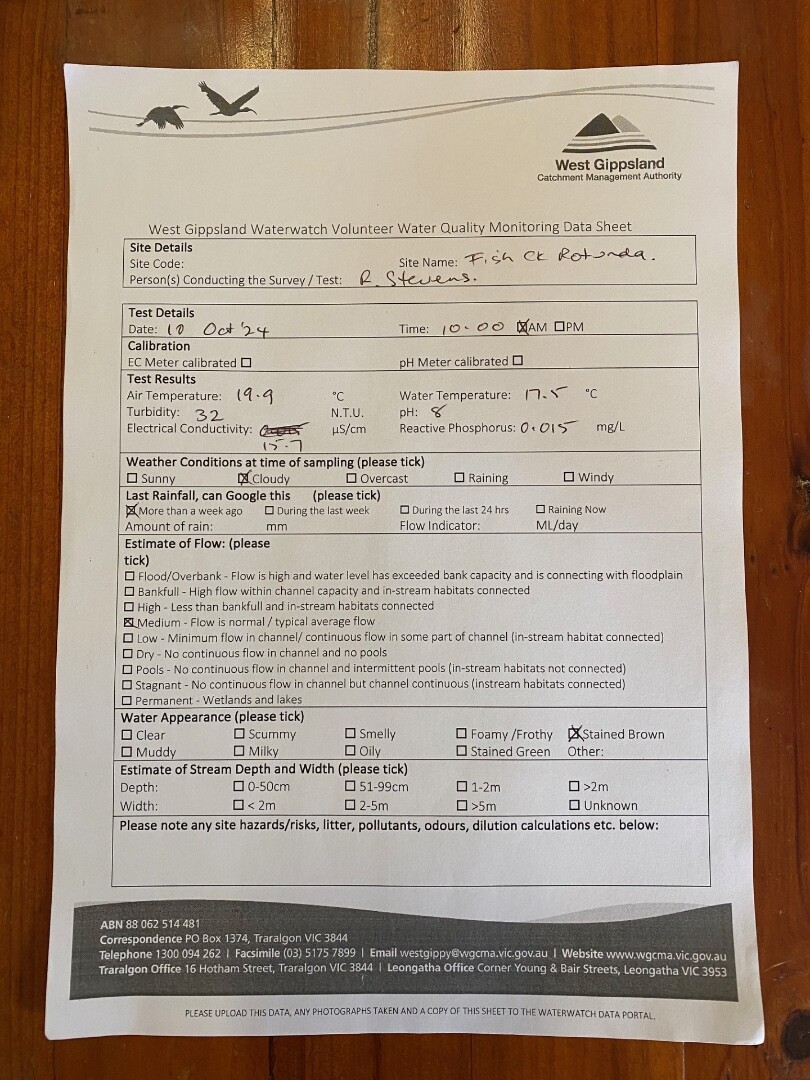 West Gippsland
Catchment Management Authority
West Gippsland Waterwatch Volunteer Water Quality Monitoring Data Sheet
Site Details
Site Code: Site Name: Fish Ck Rotunda.
Person(s) Conducting the Survey / Test: R. Stevens.
Test Details
Date: 10 Oct '24 Time: 10.00 ☒AM ☐PM
Calibration
EC Meter calibrated ☐ pH Meter calibrated ☐
Test Results
Air Temperature: 19.9 °C Water Temperature: 17.5 °C
Turbidity: 32 N.T.U. pH: 8
Electrical Conductivity: µS/cm Reactive Phosphorus: 0.015 mg/L
15.7
Weather Conditions at time of sampling (please tick)
☐ Sunny ☒Cloudy ☐ Overcast ☐ Raining ☐ Windy
Last Rainfall, can Google this (please tick)
☒More than a week ago ☐ During the last week ☐ During the last 24 hrs ☐ Raining Now
Amount of rain: mm Flow Indicator: ML/day
Estimate of Flow: (please
tick)
☐ Flood/Overbank - Flow is high and water level has exceeded bank capacity and is connecting with floodplain
☐ Bankfull - High flow within channel capacity and in-stream habitats connected
☐ High - Less than bankfull and in-stream habitats connected
☒Medium - Flow is normal / typical average flow
☐ Low - Minimum flow in channel/ continuous flow in some part of channel (in-stream habitat connected)
☐ Dry - No continuous flow in channel and no pools
☐ Pools - No continuous flow in channel and intermittent pools (in-stream habitats not connected)
☐ Stagnant - No continuous flow in channel but channel continuous (instream habitats connected)
☐ Permanent - Wetlands and lakes
Water Appearance (please tick)
☐ Clear ☐ Scummy ☐ Smelly ☐ Foamy /Frothy ☒Stained Brown
☐ Muddy ☐ Milky ☐ Oily ☐ Stained Green Other:
Estimate of Stream Depth and Width (please tick)
Depth: ☐ 0-50cm ☐ 51-99cm ☐ 1-2m ☐ >2m
Width: ☐ < 2m ☐ 2-5m ☐ >5m ☐ Unknown
Please note any site hazards/risks, litter, pollutants, odours, dilution calculations etc. below:
ABN 88 062 514 481
Correspondence PO Box 1374, Traralgon VIC 3844
Telephone 1300 094 262 | Facsimile (03) 5175 7899 | Email westgippy@wgcma.vic.gov.au | Website www.wgcma.vic.gov.au
Traralgon Office 16 Hotham Street, Traralgon VIC 3844 | Leongatha Office Corner Young & Bair Streets, Leongatha VIC 3953
PLEASE UPLOAD THIS DATA, ANY PHOTOGRAPHS TAKEN AND A COPY OF THIS SHEET TO THE WATERWATCH DATA PORTAL.